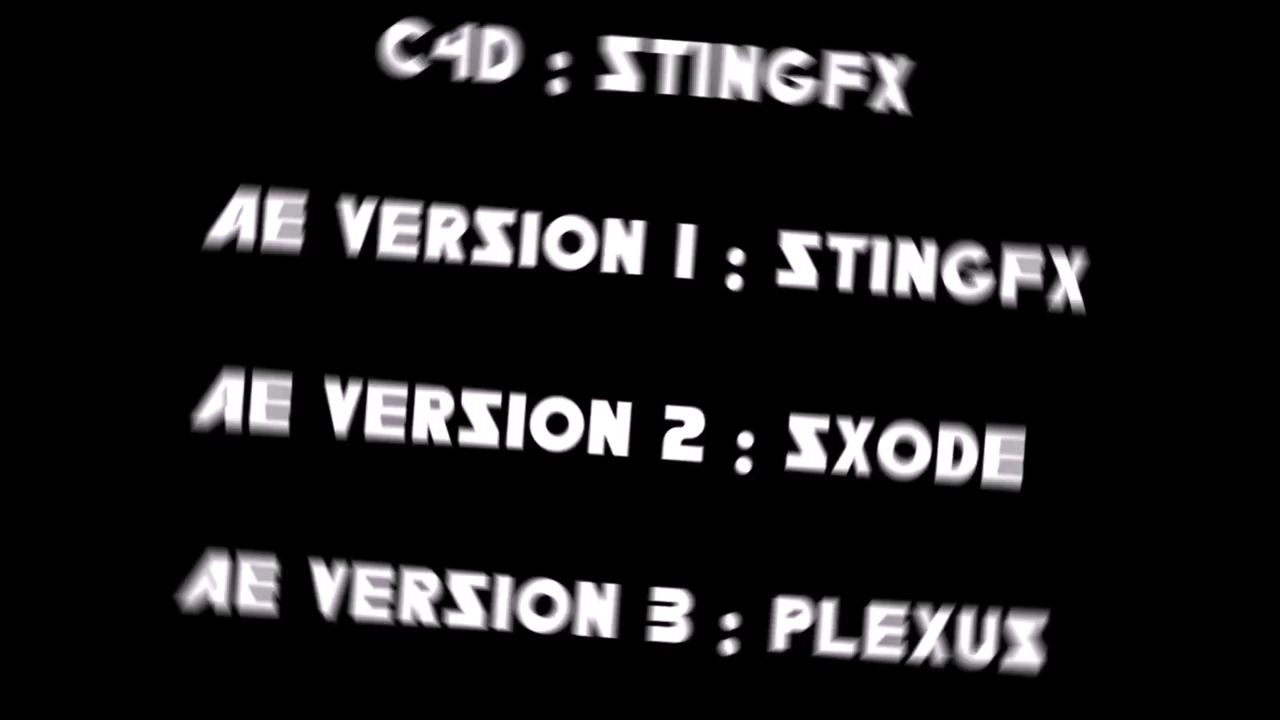 C4D : STINGFX
AE VERSION 1 : STINGFX
AE VERSION 2 : SXODE
AE VERSION 3 : PLEXUS